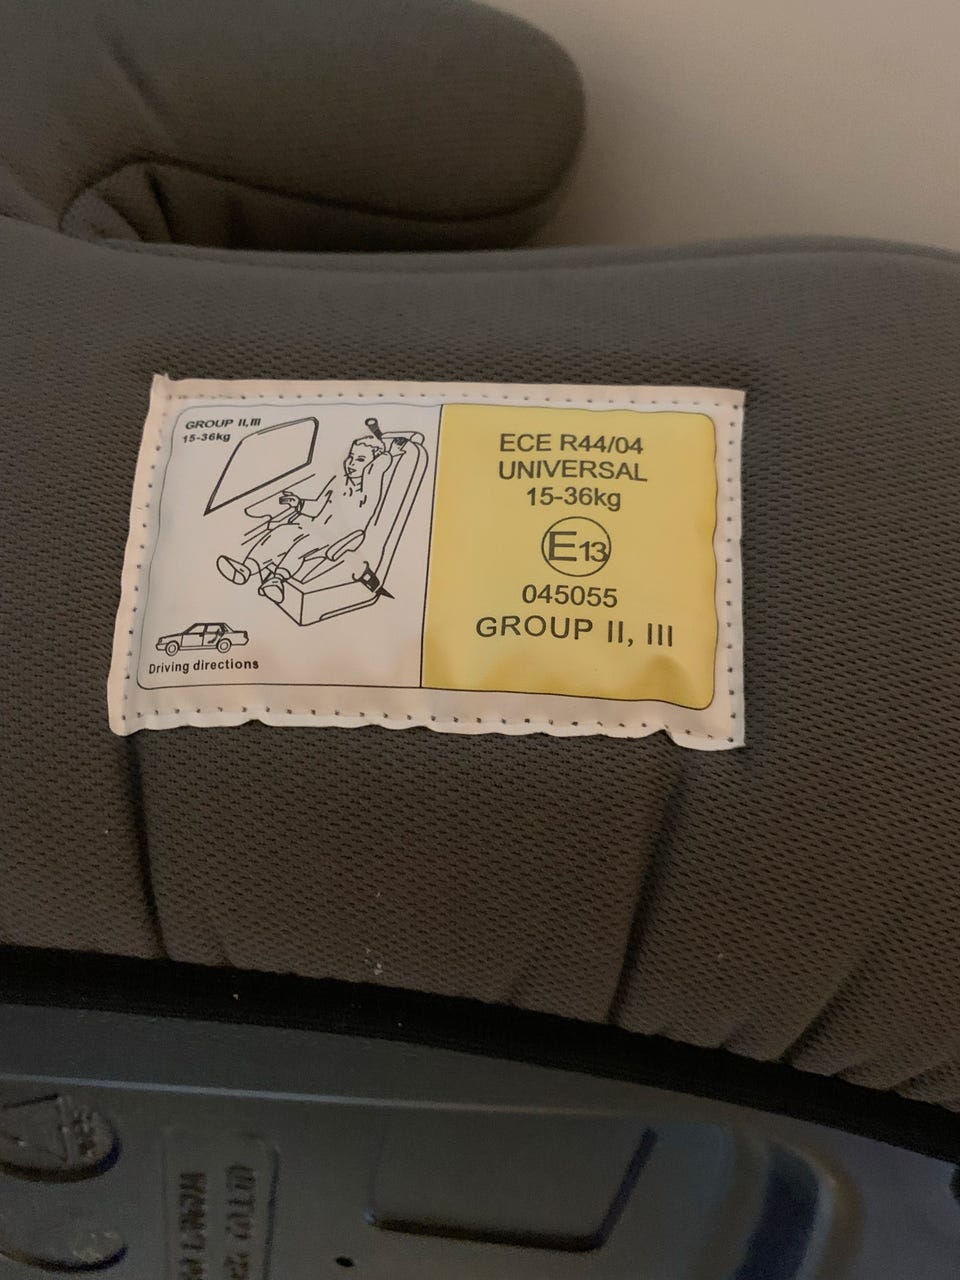 GROUP II,III
15-36kg
Driving directions
ECE R44/04
UNIVERSAL
15-36kg
E13
045055
GROUP II, III